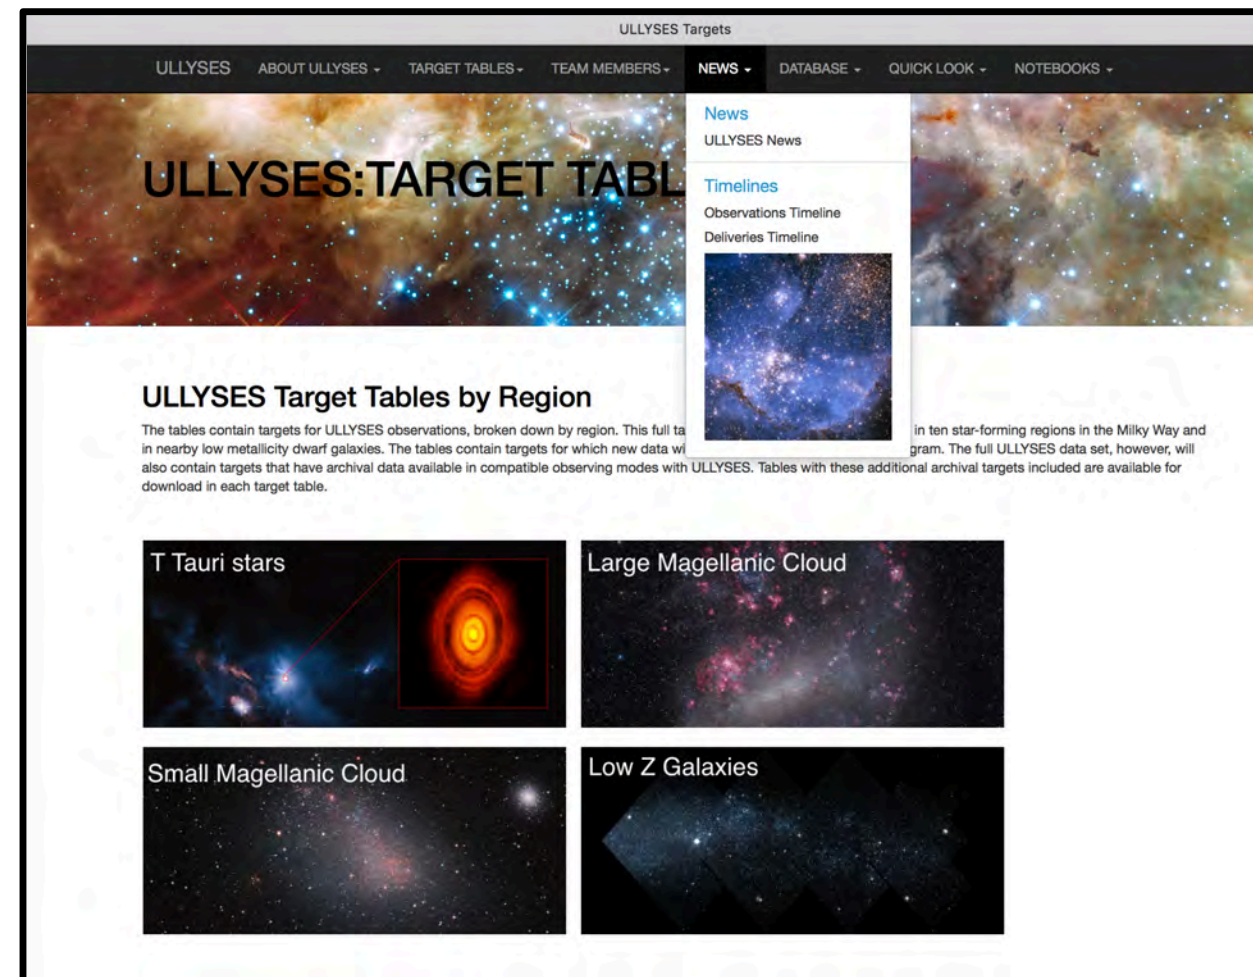 ULLYSES Targets
ULLYSES ABOUT ULLYSES TARGET TABLES TEAM MEMBERS NEWS DATABASE QUICK LOOK NOTEBOOKS
News
ULLYSES News
Timelines
Observations Timeline
Deliveries Timeline
ULLYSES:TARGET TABL
ULLYSES Target Tables by Region
The tables contain targets for ULLYSES observations, broken down by region. This full ta in ten star-forming regions in the Milky Way and
in nearby low metallicity dwarf galaxies. The tables contain targets for which new data wi gram. The full ULLYSES data set, however, will
also contain targets that have archival data available in compatible observing modes with ULLYSES. Tables with these additional archival targets included are available for
download in each target table.
T Tauri stars
Large Magellanic Cloud
Small Magellanic Cloud
Low Z Galaxies